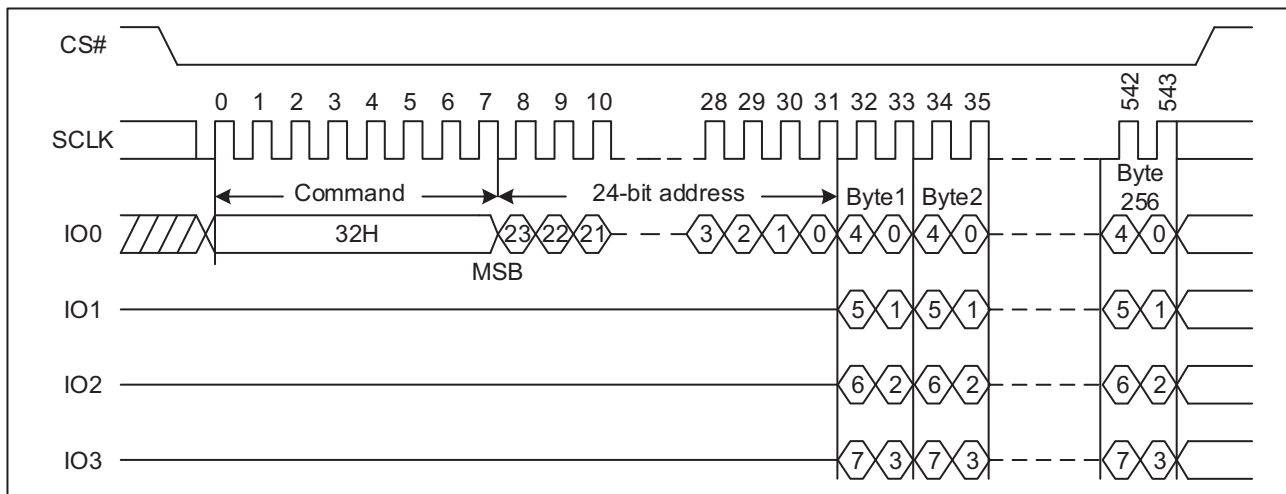 CS#
0 1 2 3 4 5 6 7 8 9 10 28 29 30 31 32 33 34 35 542 543
SCLK
Command 24-bit address Byte1 Byte2 Byte
256
IO0 32H 23 22 21 3 2 1 0 4 0 4 0 4 0
MSB
IO1 5 1 5 1 5 1
IO2 6 2 6 2 6 2
IO3 7 3 7 3 7 3